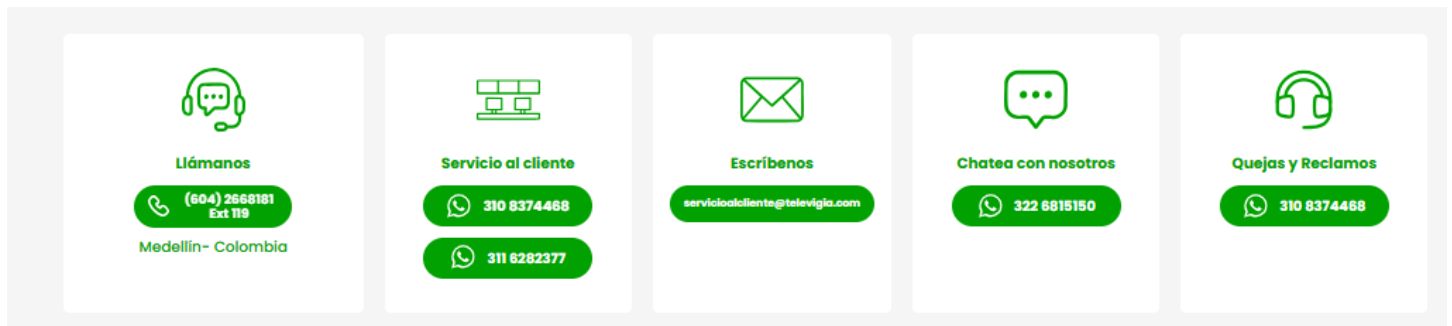 Llámanos
(604) 2668181
Ext 119
Medellín- Colombia
Servicio al cliente
310 8374468
311 6282377
Escríbenos
servicioalcliente@televigia.com
Chatea con nosotros
322 6815150
Quejas y Reclamos
310 8374468